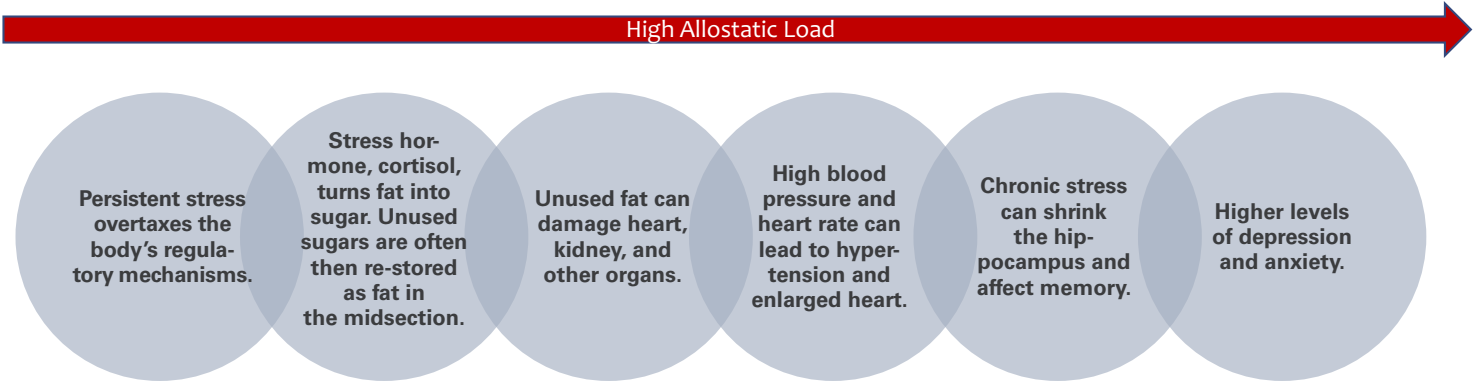 High Allostatic Load
Persistent stress
overtaxes the
body's regula-
tory mechanisms.
Stress hor-
mone, cortisol,
turns fat into
sugar. Unused
sugars are often
then re-stored
as fat in
the midsection.
Unused fat can
damage heart,
kidney, and
other organs.
High blood
pressure and
heart rate can
lead to hyper-
tension and
enlarged heart.
Chronic stress
can shrink
the hip-
pocampus and
affect memory.
Higher levels
of depression
and anxiety.